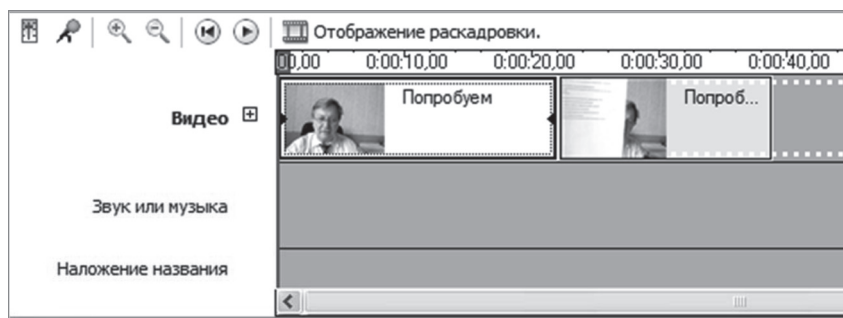 Отображение раскадровки.
0,00 0:00:10,00 0:00:20,00 0:00:30,00 0:00:40,00
Видео Попробуем Попроб...
Звук или музыка
Наложение названия